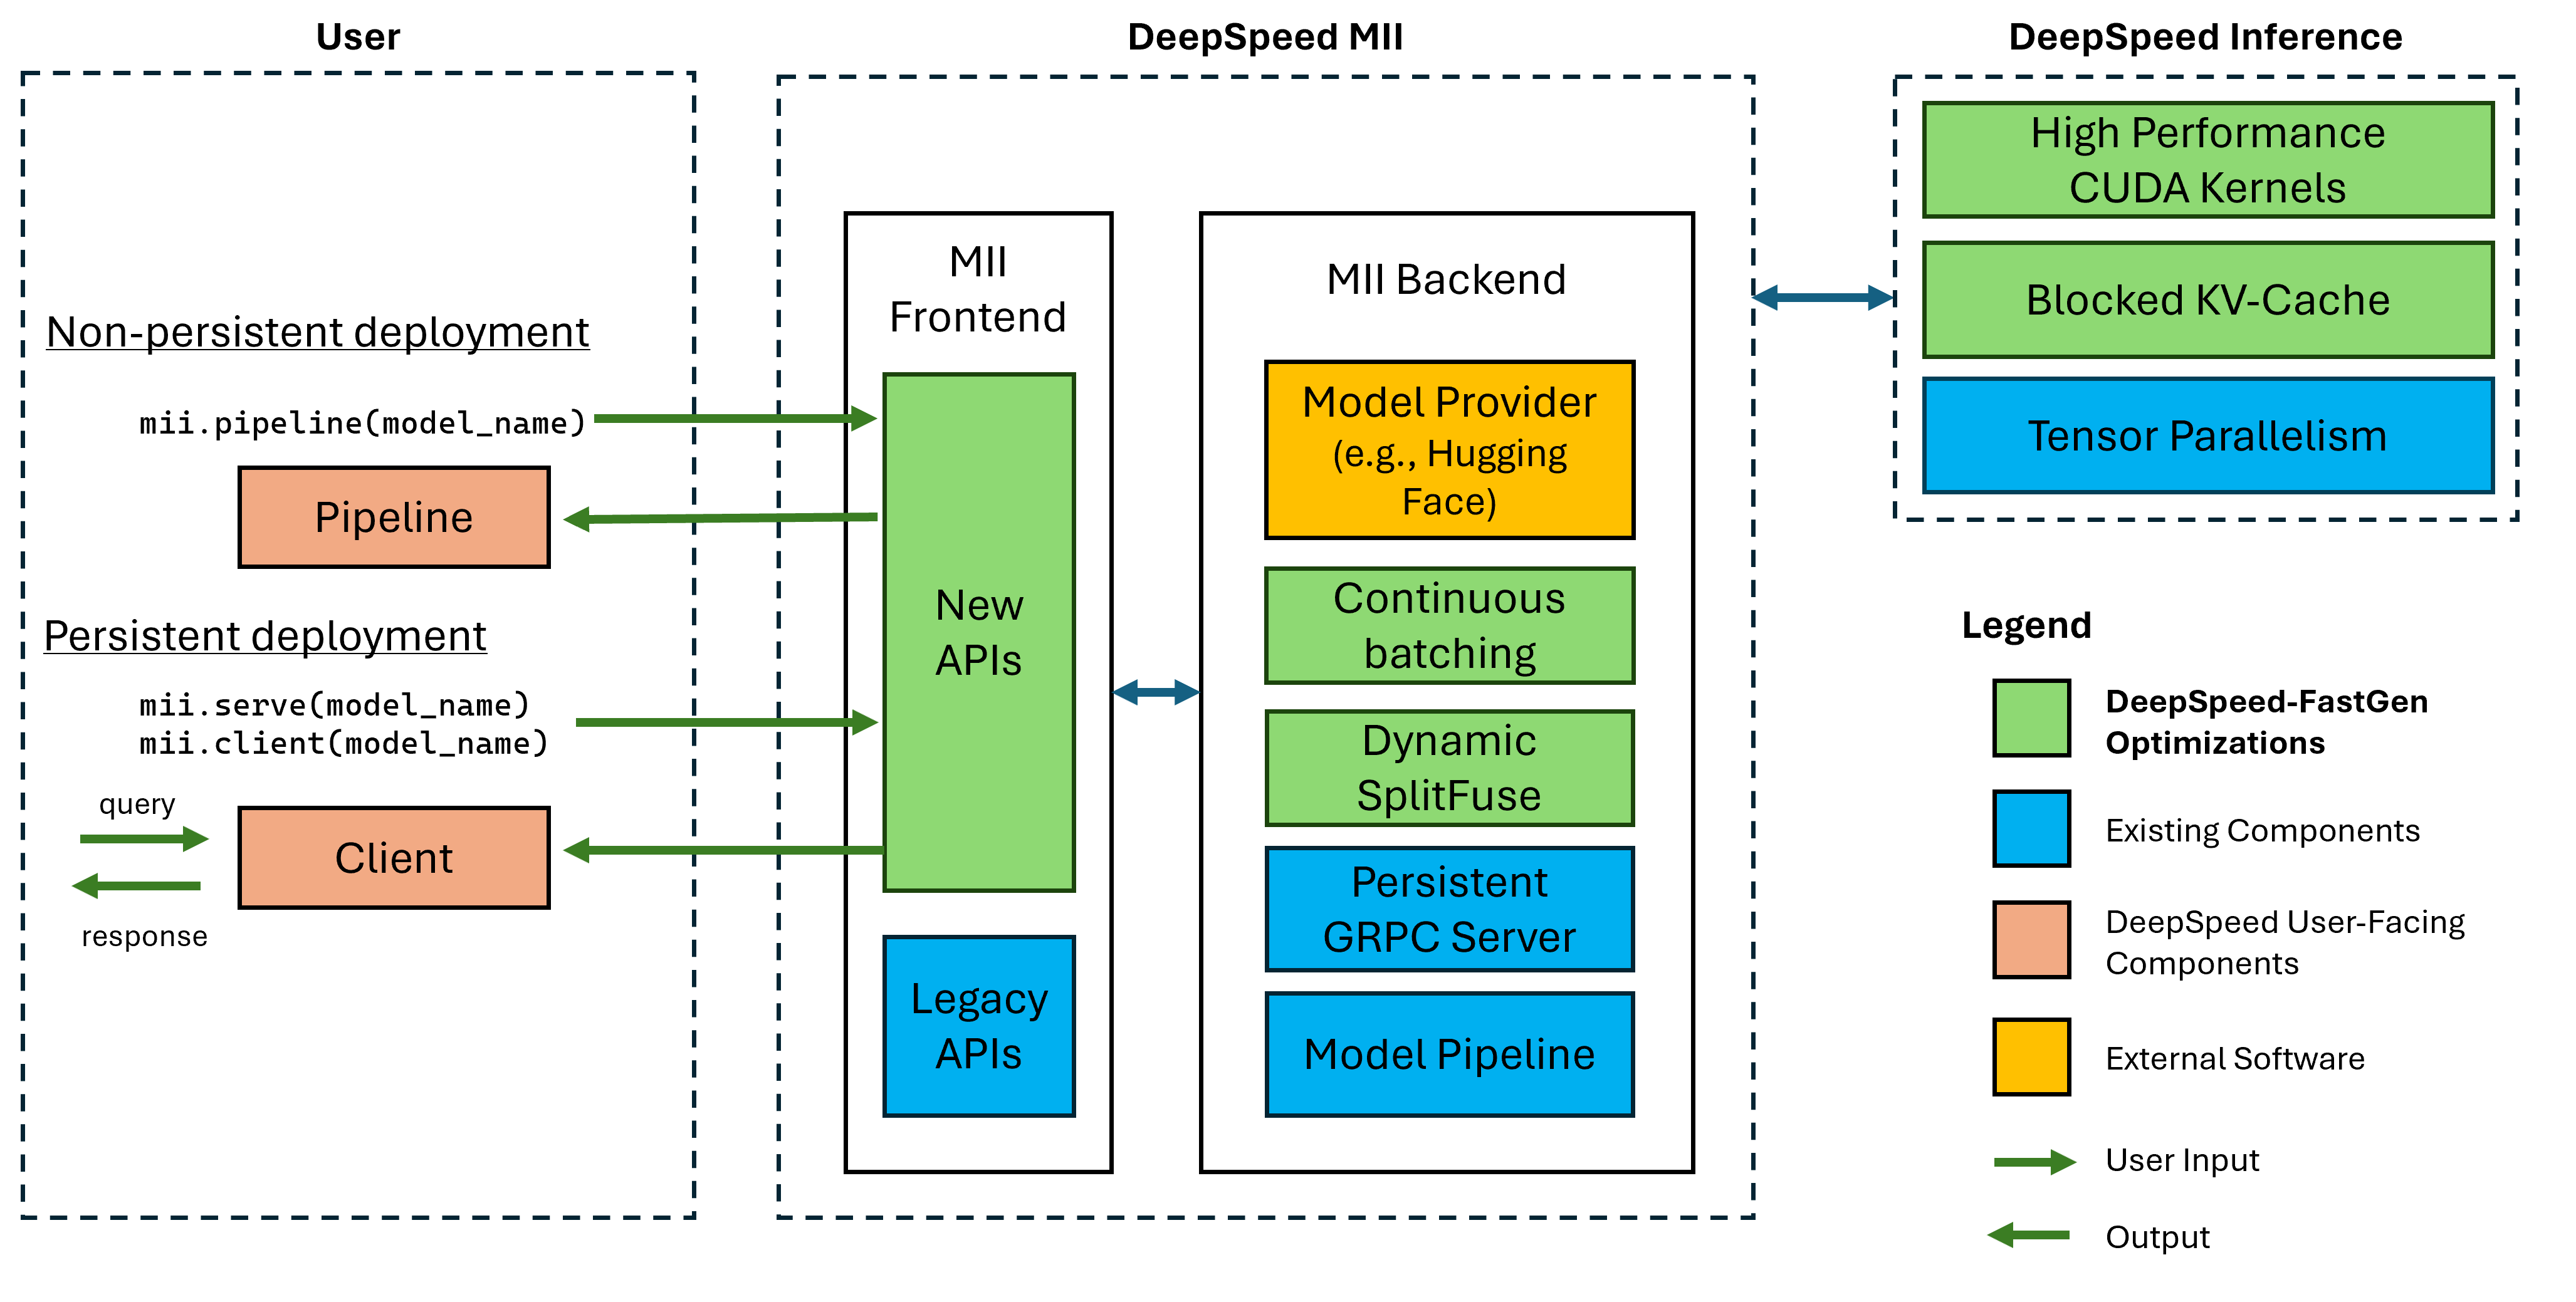 User
Non-persistent deployment
mii.pipeline(model_name)
Pipeline
Persistent deployment
mii.serve(model_name)
mii.client(model_name)
query
Client
response
DeepSpeed MII
MII
Frontend
New
APIs
Legacy
APIs
MII Backend
Model Provider
(e.g., Hugging
Face)
Continuous
batching
Dynamic
SplitFuse
Persistent
GRPC Server
Model Pipeline
DeepSpeed Inference
High Performance
CUDA Kernels
Blocked KV-Cache
Tensor Parallelism
Legend
DeepSpeed-FastGen
Optimizations
Existing Components
DeepSpeed User-Facing
Components
External Software
User Input
Output